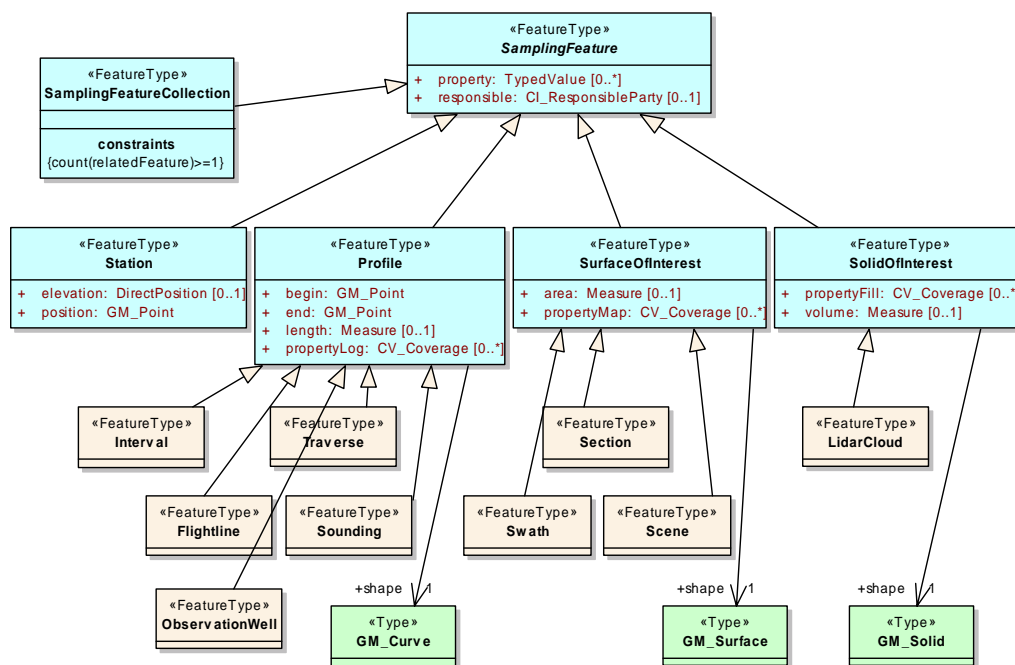 «FeatureType»
SamplingFeature
+ property: TypedValue [0..*]
+ responsible: CI_ResponsibleParty [0..1]
«FeatureType»
SamplingFeatureCollection
constraints
{count(relatedFeature)>=1}
«FeatureType»
Station
+ elevation: DirectPosition [0..1]
+ position: GM_Point
«FeatureType»
Profile
+ begin: GM_Point
+ end: GM_Point
+ length: Measure [0..1]
+ propertyLog: CV_Coverage [0..*]
«FeatureType»
SurfaceOfInterest
+ area: Measure [0..1]
+ propertyMap: CV_Coverage [0..*]
«FeatureType»
SolidOfInterest
+ propertyFill: CV_Coverage [0..*]
+ volume: Measure [0..1]
«FeatureType»
Interval
«FeatureType»
Traverse
«FeatureType»
Section
«FeatureType»
LidarCloud
«FeatureType»
Flightline
«FeatureType»
Sounding
«FeatureType»
Swath
«FeatureType»
Scene
«FeatureType»
ObservationWell
+shape 1
«Type»
GM_Curve
+shape 1
«Type»
GM_Surface
+shape 1
«Type»
GM_Solid